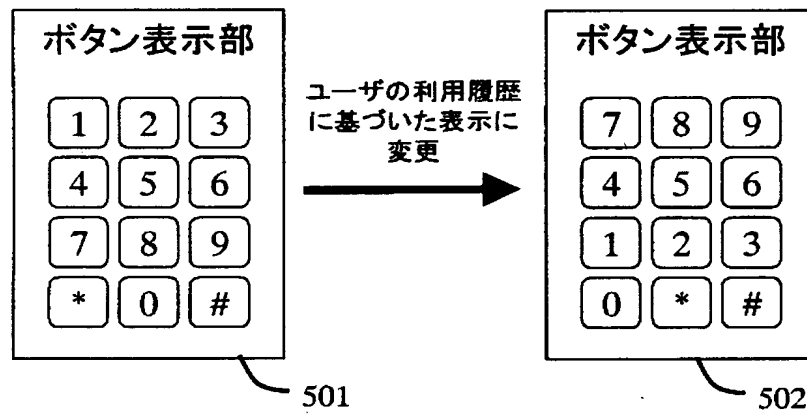 ボタン表示部
1 2 3
4 5 6
7 8 9
* 0 #
501
ユーザの利用履歴
に基づいた表示に
変更
ボタン表示部
7 8 9
4 5 6
1 2 3
0 * #
502